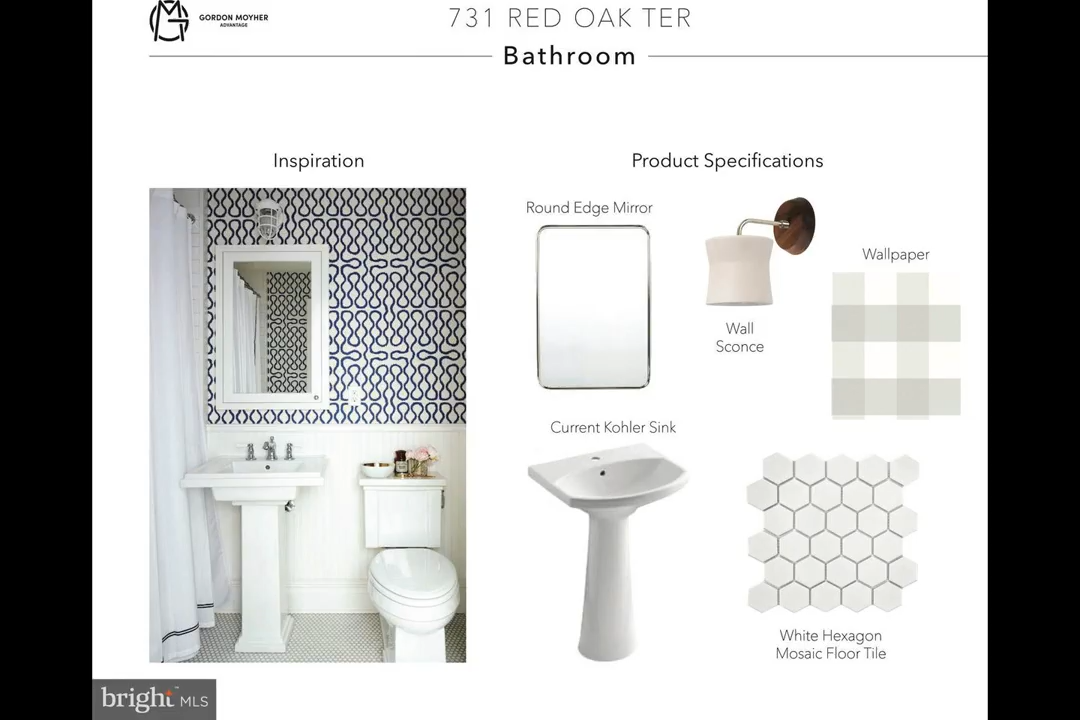 GORDON MOYHER
ADVANTAGE
731 RED OAK TER
Bathroom
Inspiration
Product Specifications
Round Edge Mirror
Wall
Sconce
Wallpaper
Current Kohler Sink
White Hexagon
Mosaic Floor Tile
bright™ MLS